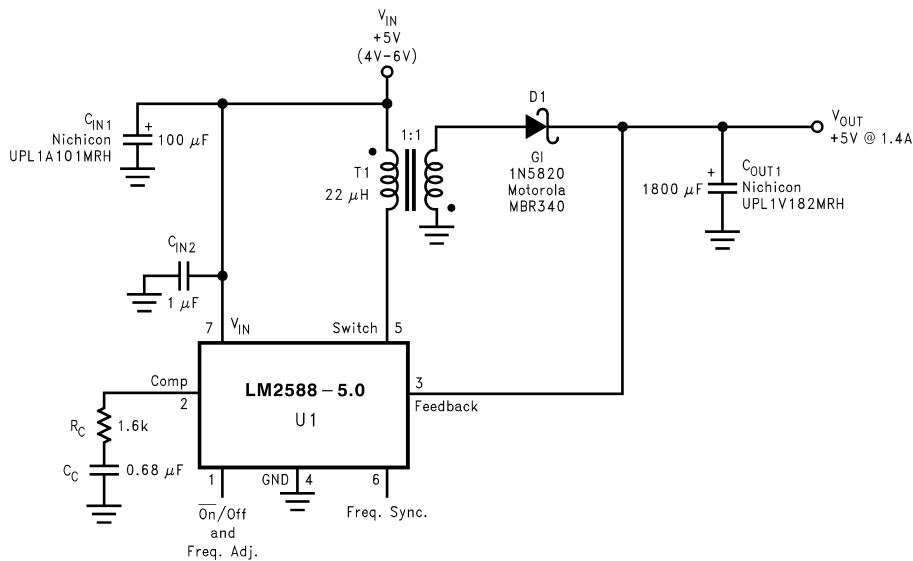 V_IN
+5V
(4V–6V)
C_IN1
Nichicon
UPL1A101MRH
+
100 μF
1:1
T1
22 μH
D1
GI
1N5820
Motorola
MBR340
V_OUT
+5V @ 1.4A
+
1800 μF
C_OUT1
Nichicon
UPL1V182MRH
C_IN2
1 μF
7 V_IN
Switch 5
Comp
2
LM2588–5.0
U1
3
Feedback
R_C 1.6k
C_C 0.68 μF
1
GND 4
6
O̅n̅/Off
and
Freq. Adj.
Freq. Sync.